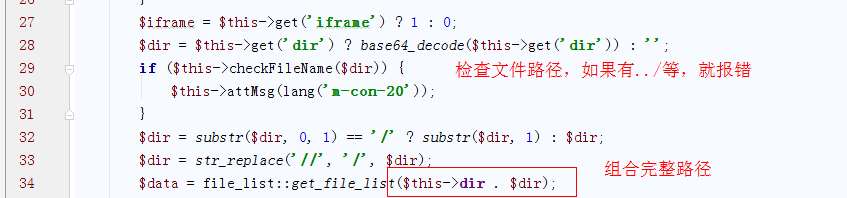 27 $iframe = $this->get('iframe') ? 1 : 0;
28 $dir = $this->get('dir') ? base64_decode($this->get('dir')) : '';
29 if ($this->checkFileName($dir)) { 检查文件路径，如果有../等，就报错
30 $this->attMsg(lang('m-con-20'));
31 }
32 $dir = substr($dir, 0, 1) == '/' ? substr($dir, 1) : $dir;
33 $dir = str_replace('//', '/', $dir); 组合完整路径
34 $data = file_list::get_file_list($this->dir . $dir);